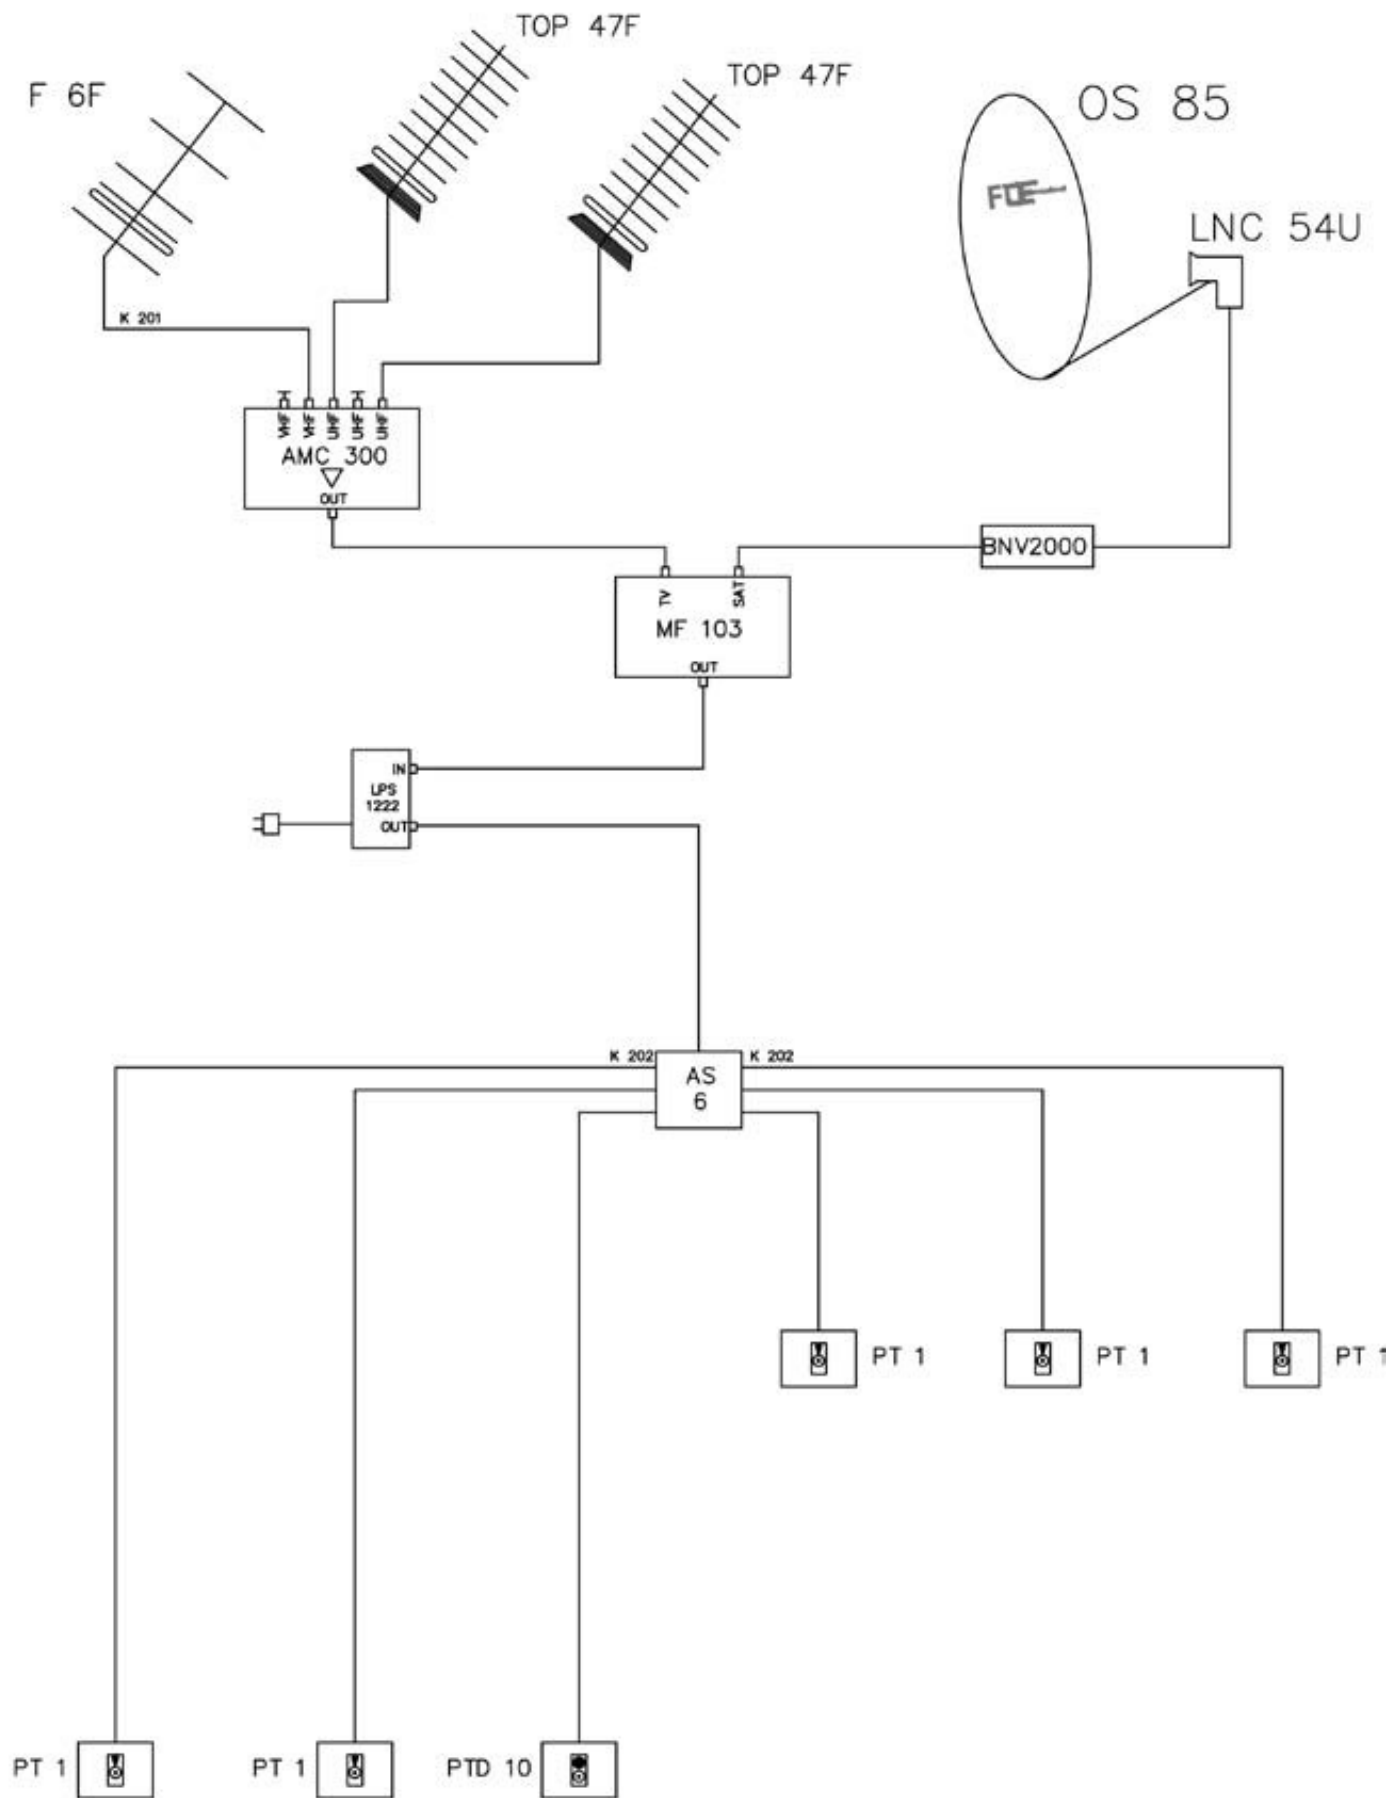 TOP 47F
TOP 47F
F 6F
OS 85
LNC 54U
K 201
VHF
VHF
UHF
UHF
UHF
AMC 300
OUT
BNV2000
TV
SAT
MF 103
OUT
IN
LPS
1222
OUT
K 202
K 202
AS
6
PT 1
PT 1
PT 1
PT 1
PT 1
PTD 10